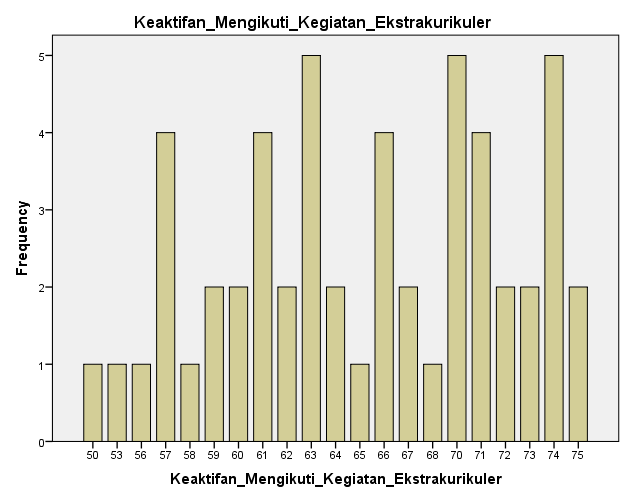 Keaktifan_Mengikuti_Kegiatan_Ekstrakurikuler
5
4
3
2
1
0
Frequency
50 53 56 57 58 59 60 61 62 63 64 65 66 67 68 70 71 72 73 74 75
Keaktifan_Mengikuti_Kegiatan_Ekstrakurikuler